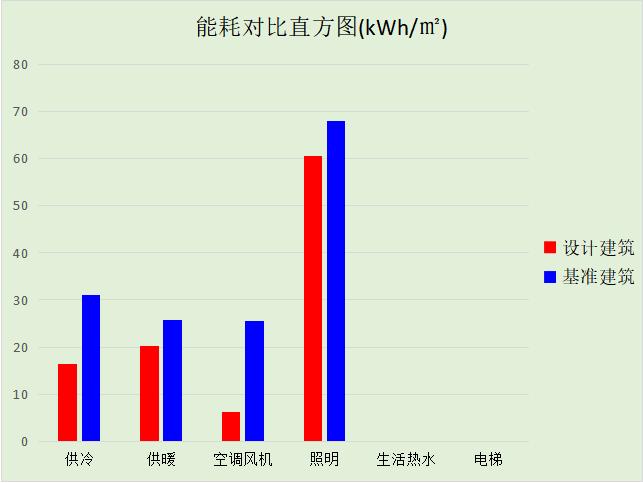 能耗对比直方图(kWh/㎡)
80
70
60
50
40
30
20
10
0
供冷
供暖
空调风机
照明
生活热水
电梯
设计建筑
基准建筑